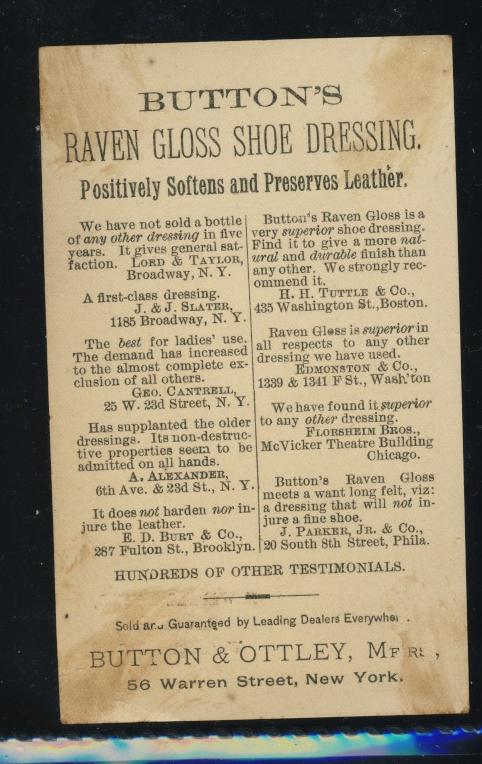 BUTTON'S
RAVEN GLOSS SHOE DRESSING.
Positively Softens and Preserves Leather.
We have not sold a bottle
of any other dressing in five
years. It gives general sat-
faction. LORD & TAYLOR,
Broadway, N. Y.
A first-class dressing.
J. & J. SLATER,
1185 Broadway, N. Y.
The best for ladies' use.
The demand has increased
to the almost complete ex-
clusion of all others.
GEO. CANTRELL,
25 W. 23d Street, N. Y.
Has supplanted the older
dressings. Its non-destruc-
tive properties seem to be
admitted on all hands.
A. ALEXANDER,
6th Ave. & 23d St., N. Y.
It does not harden nor in-
jure the leather.
E. D. BURT & Co.,
287 Fulton St., Brooklyn.
Button's Raven Gloss is a
very superior shoe dressing.
Find it to give a more nat-
ural and durable finish than
any other. We strongly rec-
ommend it.
H. H. TUTTLE & Co.,
435 Washington St., Boston.
Raven Gloss is superior in
all respects to any other
dressing we have used.
EDMONSTON & Co.,
1339 & 1341 F St., Wash'ton
We have found it superior
to any other dressing.
FLORSHEIM BROS.,
McVicker Theatre Building
Chicago.
Button's Raven Gloss
meets a want long felt, viz:
a dressing that will not in-
jure a fine shoe.
J. PARKER, JR. & Co.,
20 South 8th Street, Phila.
HUNDREDS OF OTHER TESTIMONIALS.
Sold and Guaranteed by Leading Dealers
BUTTON & OTTLEY, MFRS,
56 Warren Street, New York.